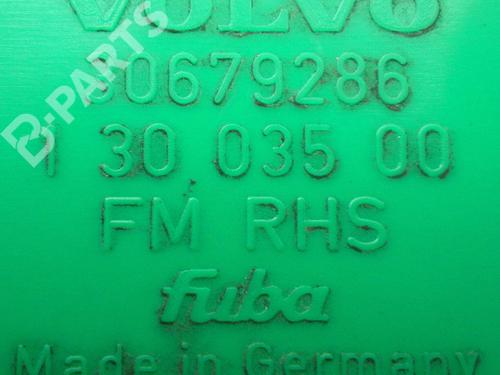 VOLVO
30679286
1 30 035 00
FM RHS
fuba
Made in Germany
B-PARTS